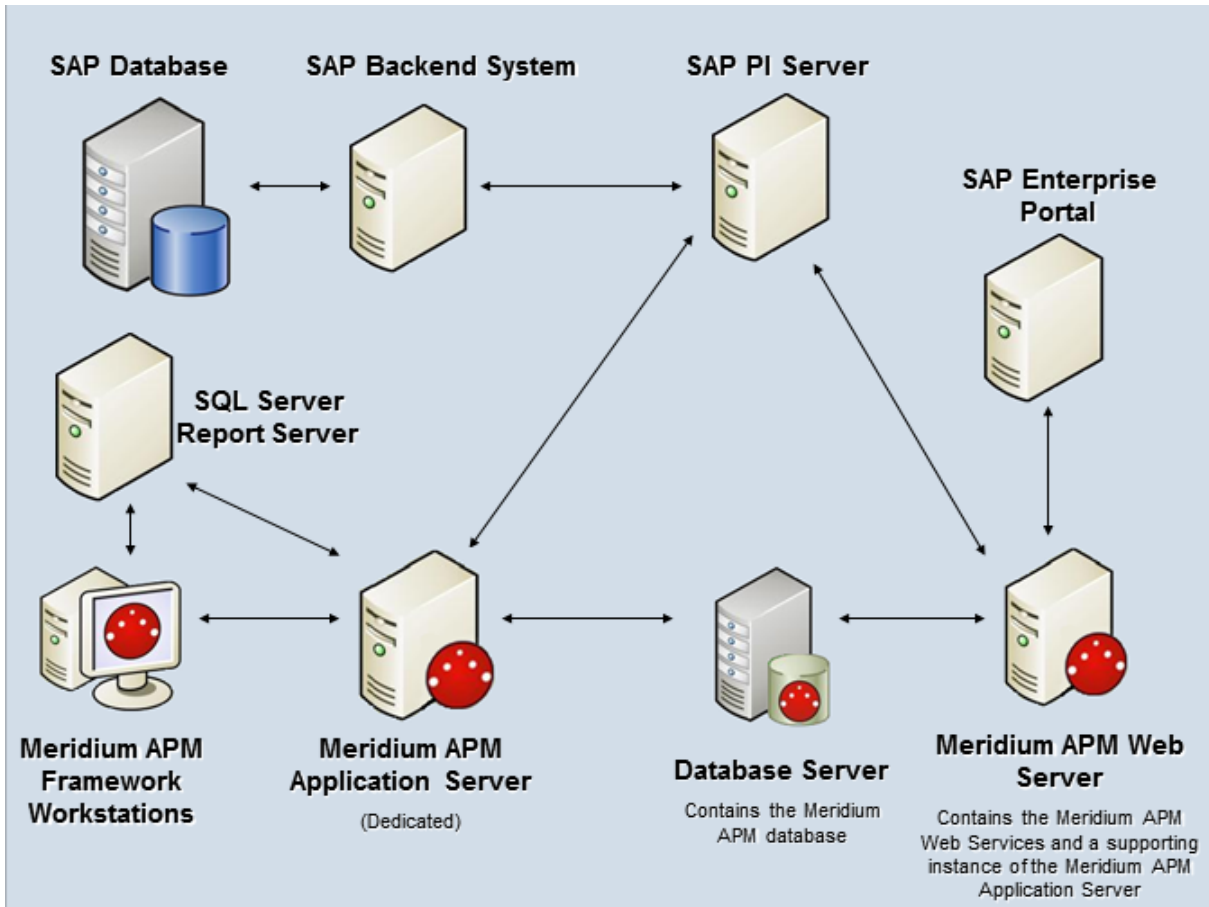 SAP Database
SAP Backend System
SAP PI Server
SAP Enterprise
Portal
SQL Server
Report Server
Meridium APM
Framework
Workstations
Meridium APM
Application Server
(Dedicated)
Database Server
Contains the Meridium
APM database
Meridium APM Web
Server
Contains the Meridium APM
Web Services and a supporting
instance of the Meridium APM
Application Server